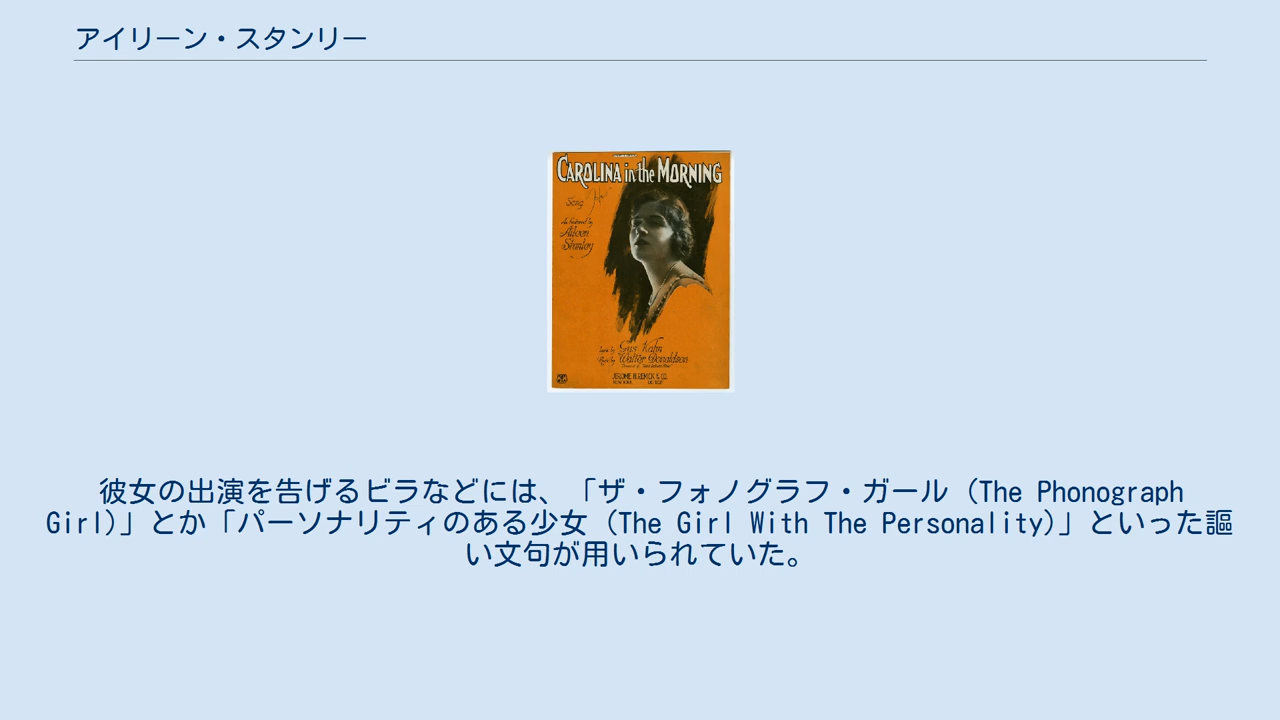 アイリーン・スタンリー
CAROLINA in the MORNING
Song
Aileen
Stanley
Gus Kahn
Walter Donaldson
JEROME H. REMICK & CO.
彼女の出演を告げるビラなどには、「ザ・フォノグラフ・ガール (The Phonograph
Girl)」とか「パーソナリティのある少女 (The Girl With The Personality)」といった謳
い文句が用いられていた。